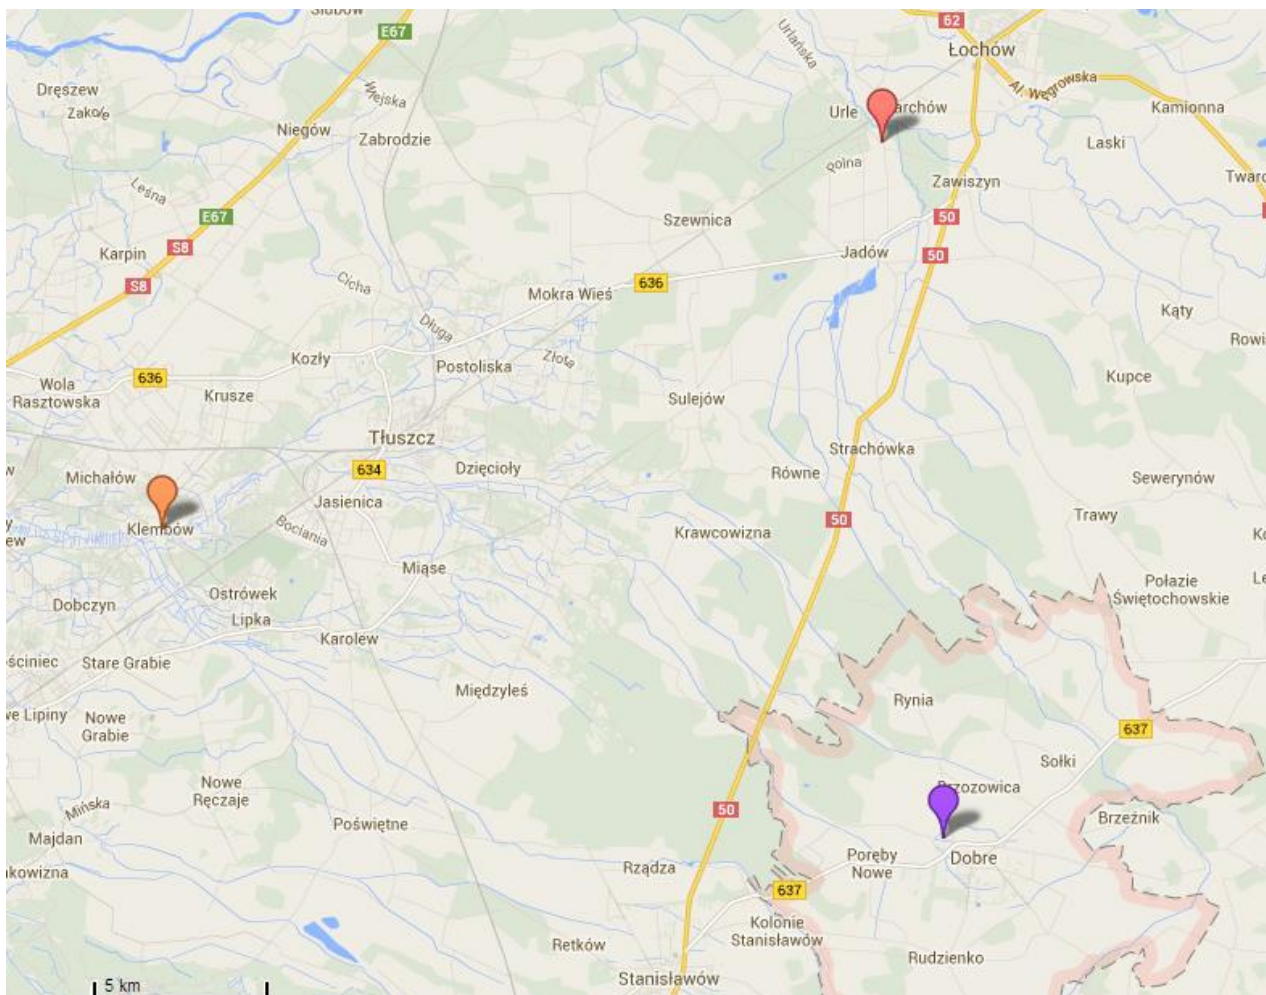 E67
62
Łochów
Urlańska
Al. Węgrowska
Wiejska
Dręszew
Zakole
Niegów
Zabrodzie
Urle
Kamionna
Laski
Polna
Leśna
Zawiszyn
E67
Szewnica
50
S8
Karpin
Jadów
50
S8
Cicha
636
Mokra Wieś
Kąty
Długa
Kozły
Złota
Postoliska
636
Wola
Rasztowska
Krusze
Kupce
Sulejów
Tłuszcz
Strachówka
634
Dzięcioły
Równe
Michałów
Sewerynów
Jasienica
Trawy
50
Klembów
Bociania
Krawcowizna
Miąse
Połazie
Świętochowskie
Ostrówek
Dobczyn
Lipka
Karolew
Stare Grabie
Międzyleś
Rynia
Nowe
Grabie
637
Sołki
Nowe
Ręczaje
Mińska
50
Poświętne
Brzeźnik
Majdan
Poręby
Nowe
Dobre
Rządza
637
Kolonie
Stanisławów
Retków
Rudzienko
Stanisławów
5 km